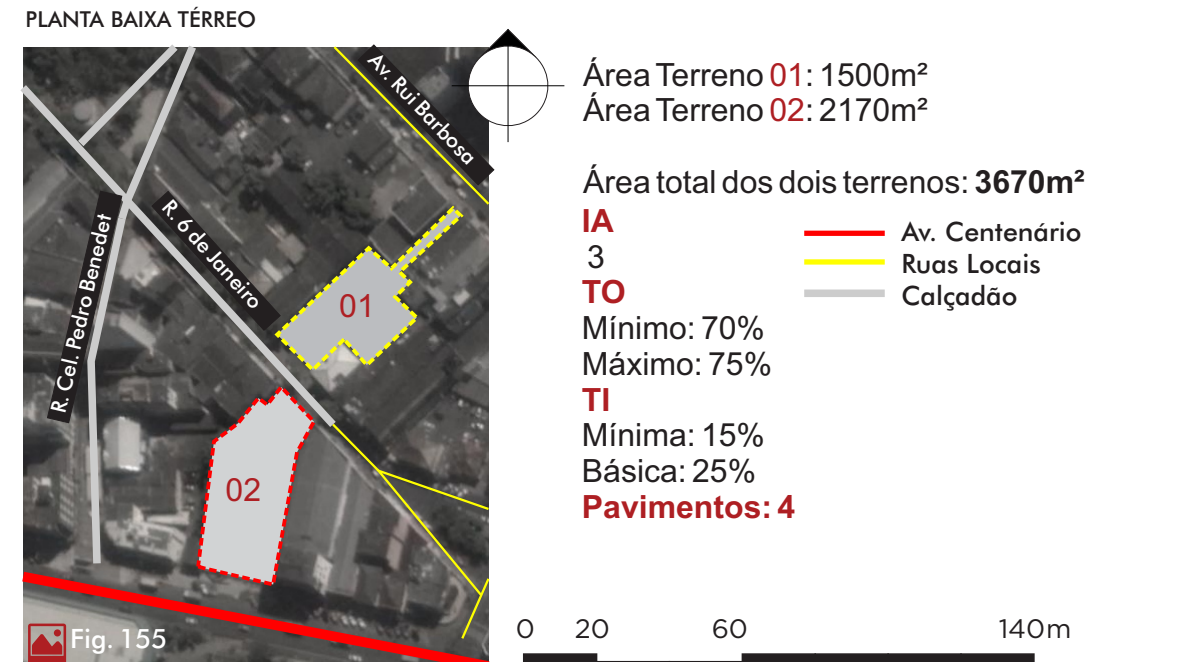 PLANTA BAIXA TÉRREO
Av. Rui Barbosa
R. 6 de Janeiro
R. Cel. Pedro Benedet
01
02
Fig. 155
Área Terreno 01: 1500m²
Área Terreno 02: 2170m²
Área total dos dois terrenos: 3670m²
IA
3
TO
Mínimo: 70%
Máximo: 75%
TI
Mínima: 15%
Básica: 25%
Pavimentos: 4
Av. Centenário
Ruas Locais
Calçadão
0 20 60 140m